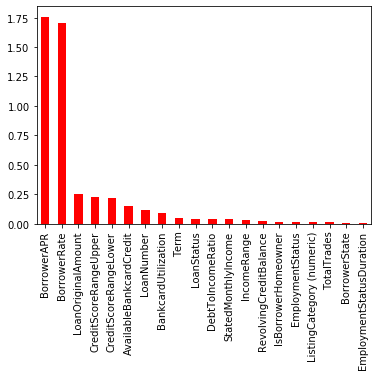 1.75
1.50
1.25
1.00
0.75
0.50
0.25
0.00
BorrowerAPR
BorrowerRate
LoanOriginalAmount
CreditScoreRangeUpper
CreditScoreRangeLower
AvailableBankcardCredit
LoanNumber
BankcardUtilization
Term
LoanStatus
DebtToIncomeRatio
StatedMonthlyIncome
IncomeRange
RevolvingCreditBalance
IsBorrowerHomeowner
EmploymentStatus
ListingCategory (numeric)
TotalTrades
BorrowerState
EmploymentStatusDuration